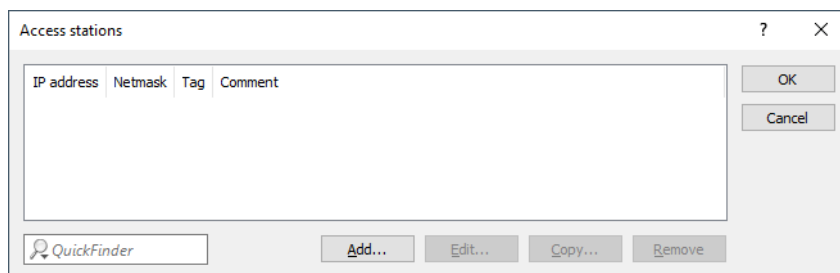 Access stations
IP address Netmask Tag Comment
OK
Cancel
QuickFinder
Add... Edit... Copy... Remove